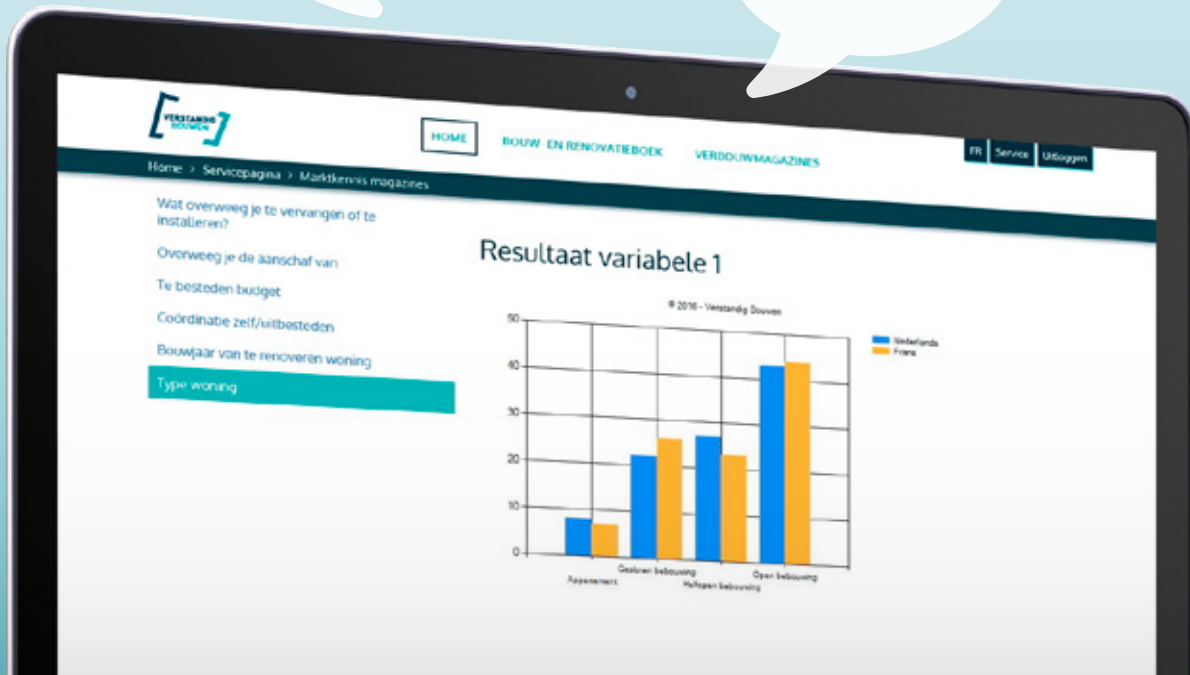 VERSTANDIG
BOUWEN
HOME
BOUW- EN RENOVATIEBOEK
VERBOUWMAGAZINES
FR
Service
Uitloggen
Home > Servicepagina > Marktkennis magazines
Wat overweeg je te vervangen of te
installeren?
Overweeg je de aanschaf van
Te besteden budget
Coördinatie zelf/uitbesteden
Bouwjaar van te renoveren woning
Type woning
Resultaat variabele 1
© 2016 - Verstandig Bouwen
50
40
30
20
10
0
Nederlands
Frans
Appartement
Gesloten bebouwing
Halfopen bebouwing
Open bebouwing